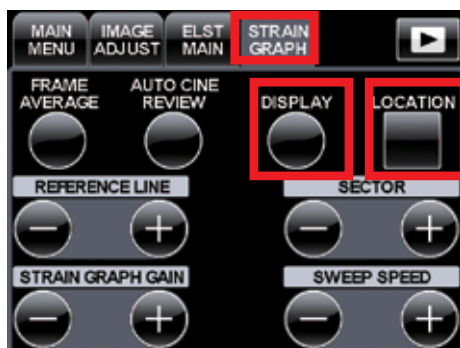 MAIN MENU
IMAGE ADJUST
ELST MAIN
STRAIN GRAPH
FRAME AVERAGE
AUTO CINE REVIEW
DISPLAY
LOCATION
REFERENCE LINE
SECTOR
STRAIN GRAPH GAIN
SWEEP SPEED